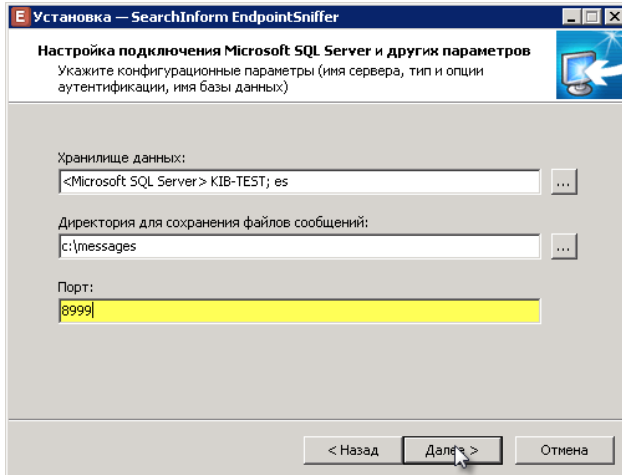 E Установка — SearchInform EndpointSniffer
Настройка подключения Microsoft SQL Server и других параметров
Укажите конфигурационные параметры (имя сервера, тип и опции
аутентификации, имя базы данных)
Хранилище данных:
<Microsoft SQL Server> KIB-TEST; es
...
Директория для сохранения файлов сообщений:
c:\messages
...
Порт:
8999
< Назад Далее > Отмена